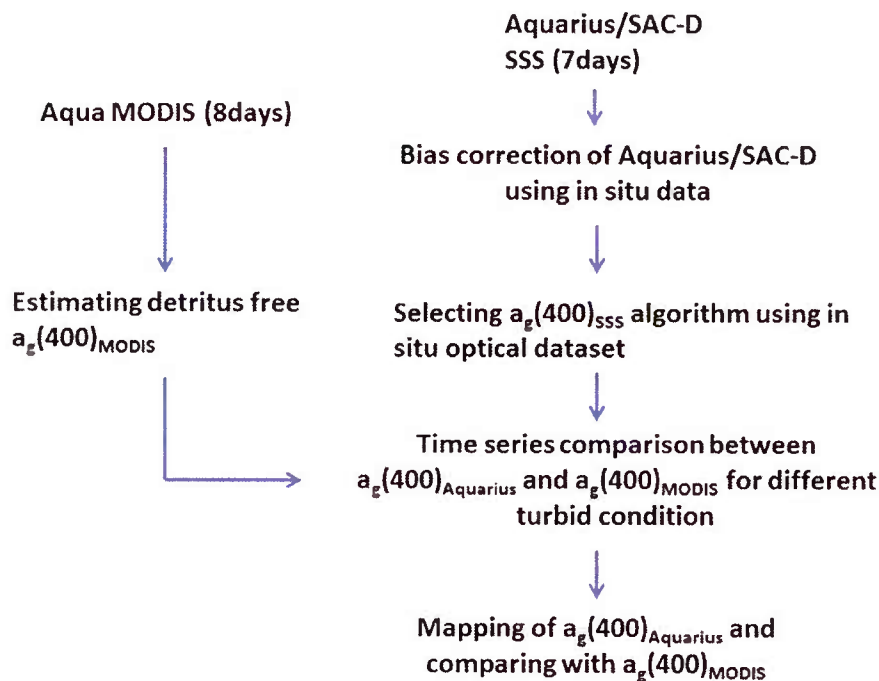 Aquarius/SAC-D
SSS (7days)
Aqua MODIS (8days)
Bias correction of Aquarius/SAC-D
using in situ data
Estimating detritus free
ag(400)MODIS
Selecting ag(400)SSS algorithm using in
situ optical dataset
Time series comparison between
ag(400)Aquarius and ag(400)MODIS for different
turbid condition
Mapping of ag(400)Aquarius and
comparing with ag(400)MODIS